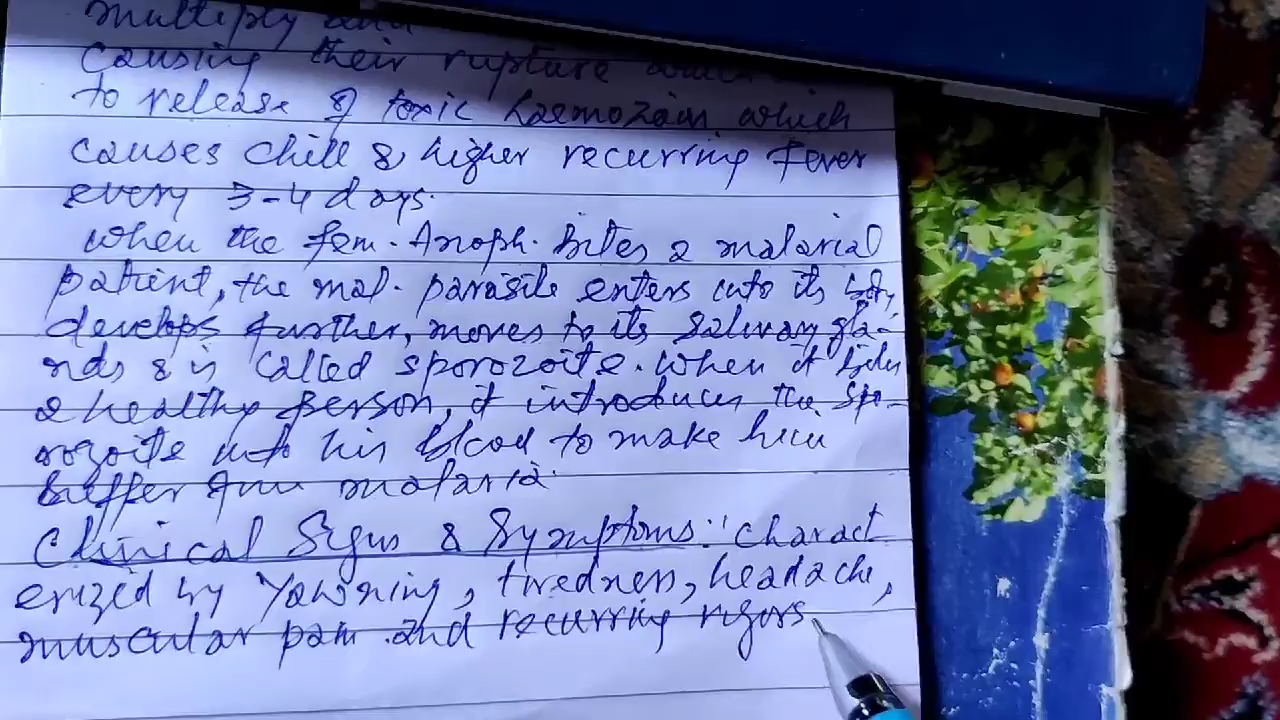 multiply and
causing their rupture which
to release of toxic haemozoin which
causes chill & higher recurring fever
every 3-4 days.
when the fem. Anoph. bites a malarial
patient, the mal. parasite enters into its body,
develops further, moves to its salivary gla-
nds & is called sporozoite. When it bites
a healthy person, it introduces the spo-
rozoite into his blood to make him
suffer from malaria.
Clinical Signs & Symptoms: charact
erized by Yawning, tiredness, headache,
muscular pain and recurring rigors